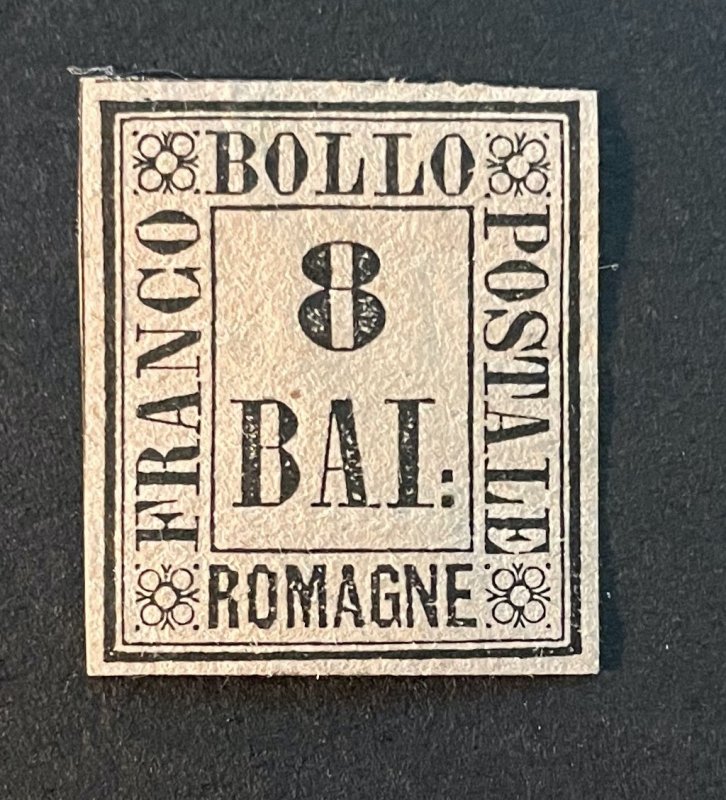 FRANCO
BOLLO
POSTALE
8
BAI:
ROMAGNE